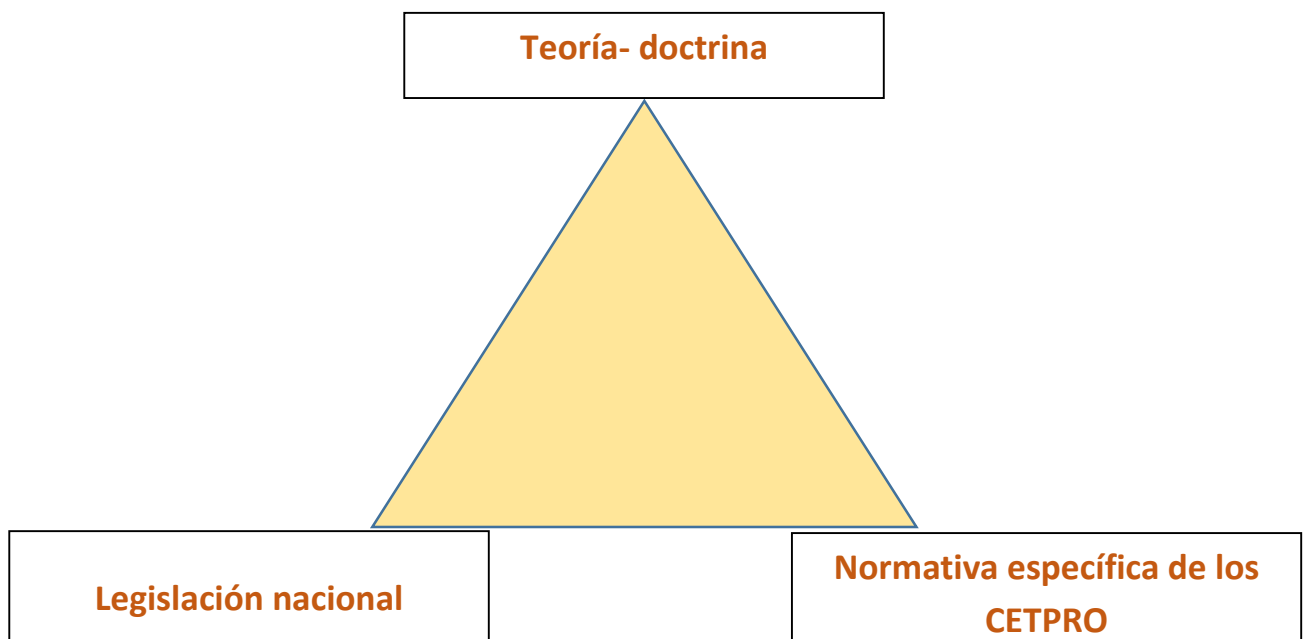 Teoría- doctrina
Legislación nacional
Normativa específica de los
CETPRO